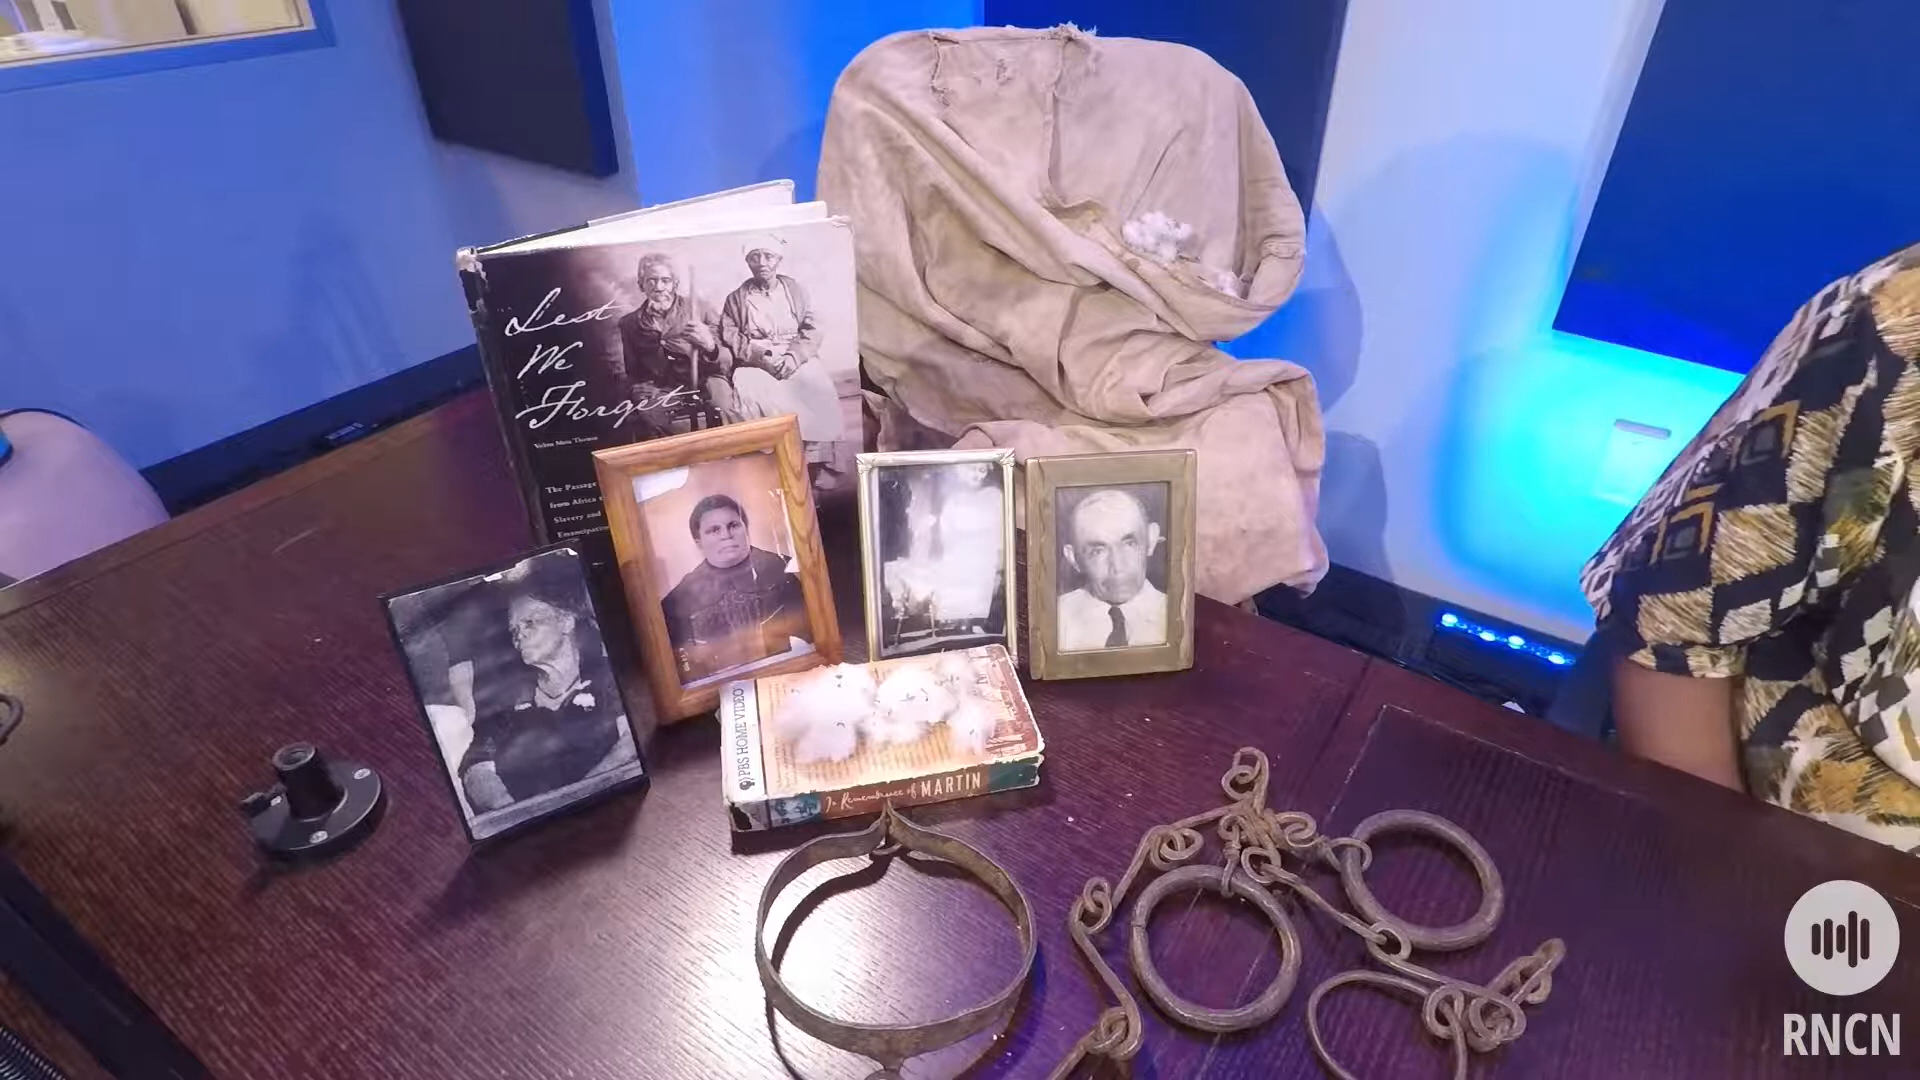 Lest
We
Forget
Velma Maia Thomas
The Passage
from Africa
Slavery and
Emancipation
PBS HOME VIDEO
In Remembrance of MARTIN
RNCN